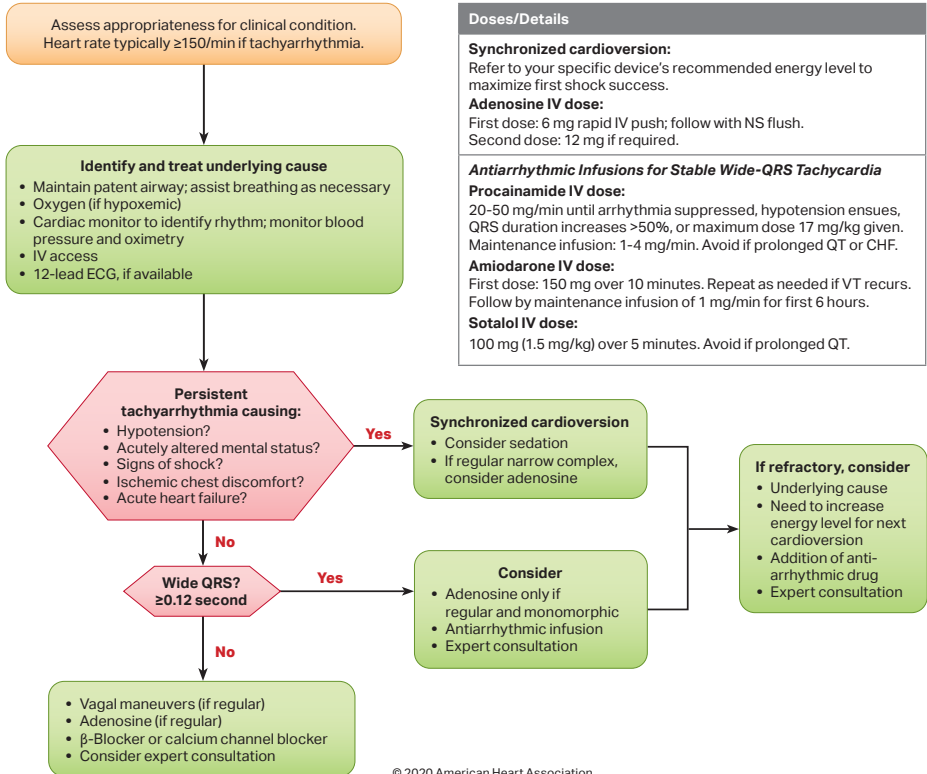 Assess appropriateness for clinical condition.
Heart rate typically ≥150/min if tachyarrhythmia.
Identify and treat underlying cause
• Maintain patent airway; assist breathing as necessary
• Oxygen (if hypoxemic)
• Cardiac monitor to identify rhythm; monitor blood
pressure and oximetry
• IV access
• 12-lead ECG, if available
Doses/Details
Synchronized cardioversion:
Refer to your specific device's recommended energy level to
maximize first shock success.
Adenosine IV dose:
First dose: 6 mg rapid IV push; follow with NS flush.
Second dose: 12 mg if required.
Antiarrhythmic Infusions for Stable Wide-QRS Tachycardia
Procainamide IV dose:
20-50 mg/min until arrhythmia suppressed, hypotension ensues,
QRS duration increases >50%, or maximum dose 17 mg/kg given.
Maintenance infusion: 1-4 mg/min. Avoid if prolonged QT or CHF.
Amiodarone IV dose:
First dose: 150 mg over 10 minutes. Repeat as needed if VT recurs.
Follow by maintenance infusion of 1 mg/min for first 6 hours.
Sotalol IV dose:
100 mg (1.5 mg/kg) over 5 minutes. Avoid if prolonged QT.
Persistent
tachyarrhythmia causing:
• Hypotension?
• Acutely altered mental status?
• Signs of shock?
• Ischemic chest discomfort?
• Acute heart failure?
Yes
Synchronized cardioversion
• Consider sedation
• If regular narrow complex,
consider adenosine
If refractory, consider
• Underlying cause
• Need to increase
energy level for next
cardioversion
• Addition of anti-
arrhythmic drug
• Expert consultation
No
Wide QRS?
≥0.12 second
Yes
Consider
• Adenosine only if
regular and monomorphic
• Antiarrhythmic infusion
• Expert consultation
No
• Vagal maneuvers (if regular)
• Adenosine (if regular)
• β-Blocker or calcium channel blocker
• Consider expert consultation
© 2020 American Heart Association